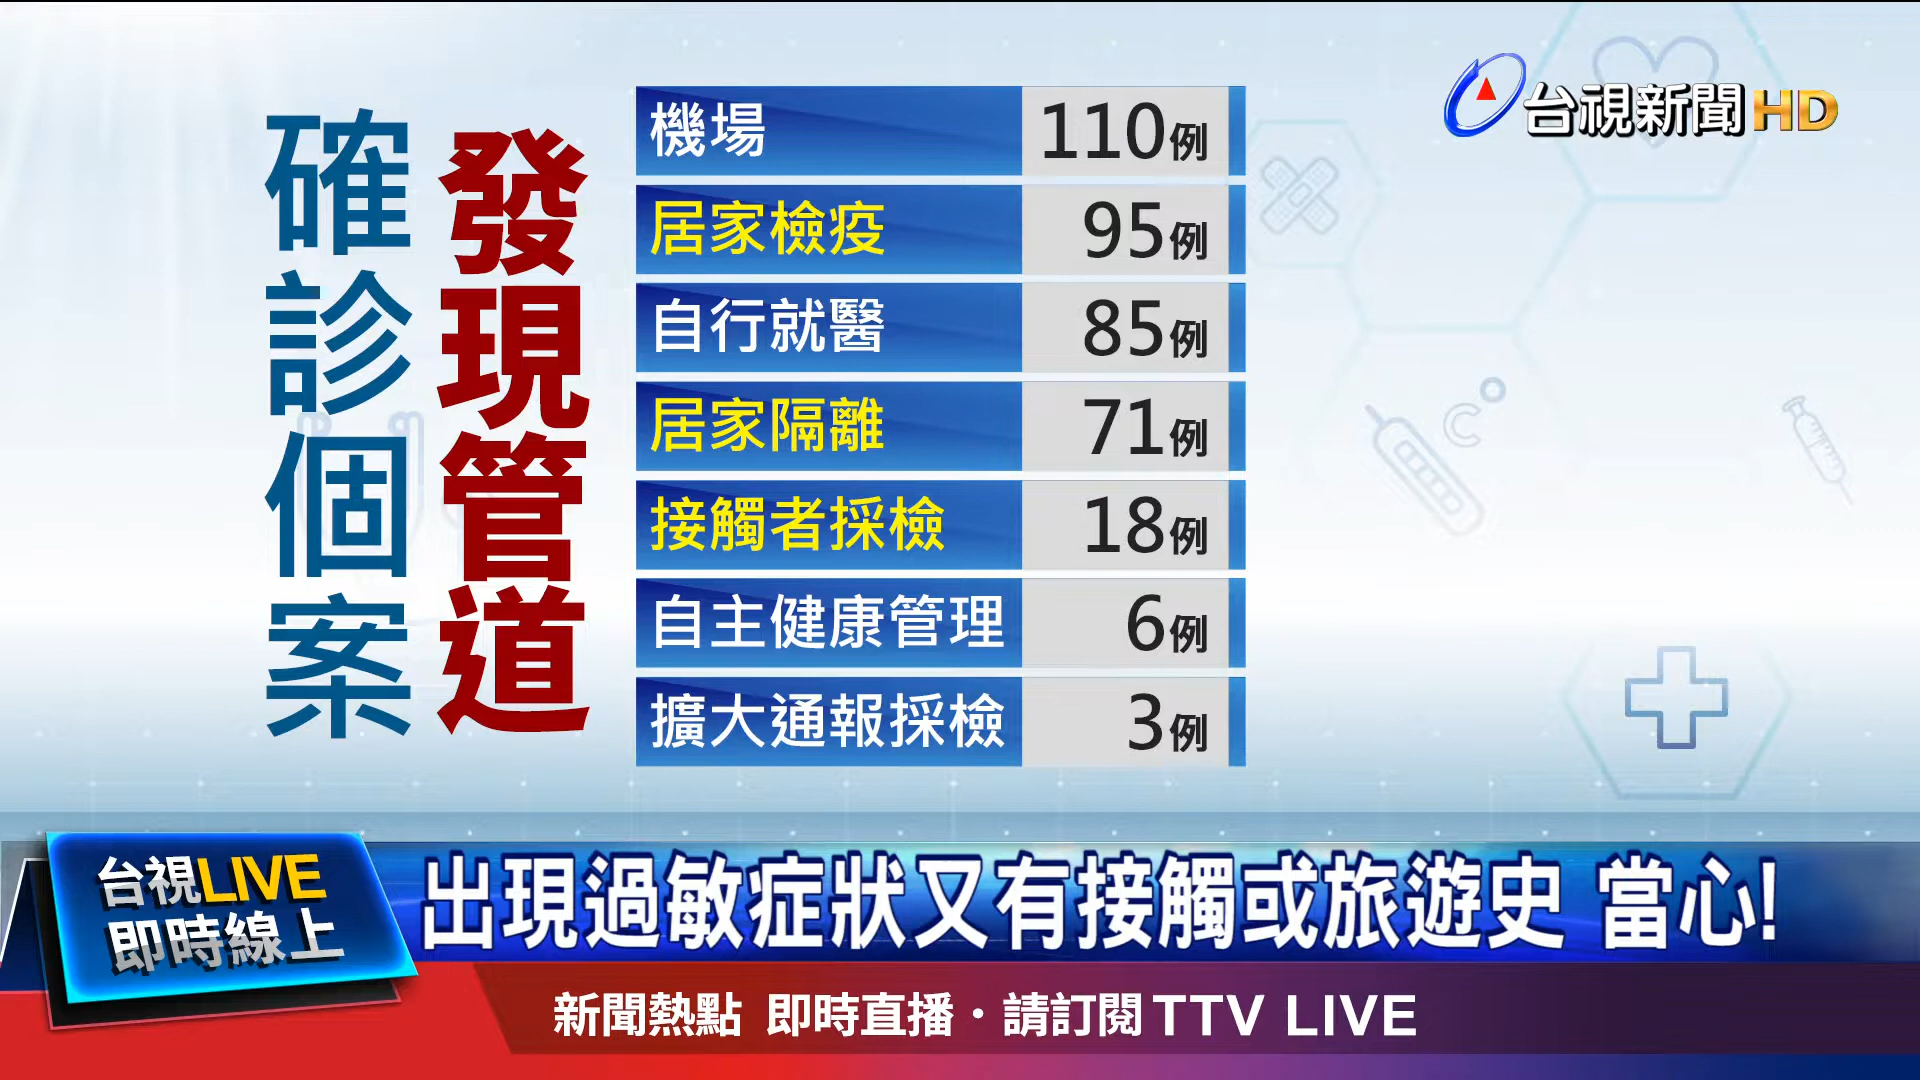 台視新聞HD
確診個案
發現管道
機場 110例
居家檢疫 95例
自行就醫 85例
居家隔離 71例
接觸者採檢 18例
自主健康管理 6例
擴大通報採檢 3例
台視LIVE
即時線上
出現過敏症狀又有接觸或旅遊史 當心!
新聞熱點 即時直播・請訂閱TTV LIVE